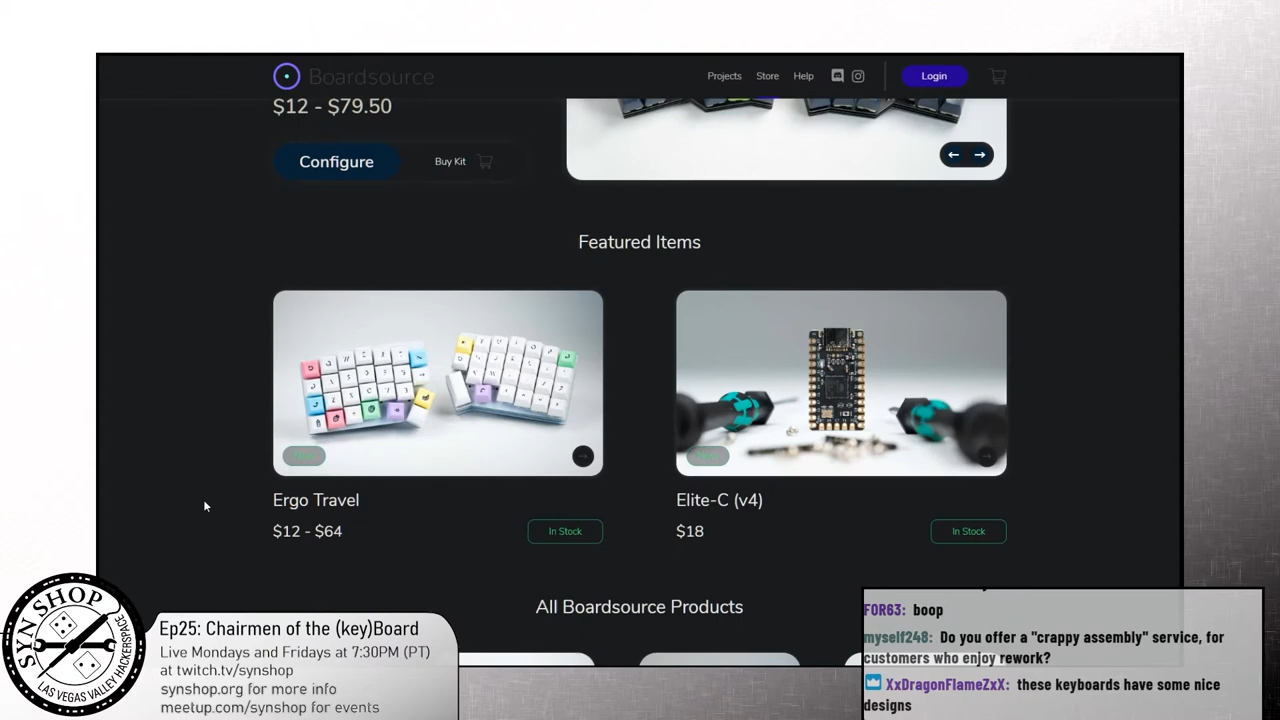 Boardsource
Projects Store Help Login
$12 - $79.50
Configure Buy Kit
Featured Items
Ergo Travel
$12 - $64
In Stock
Elite-C (v4)
$18
In Stock
All Boardsource Products
SYN SHOP
LAS VEGAS VALLEY HACKERSPACE
Ep25: Chairmen of the (key)Board
Live Mondays and Fridays at 7:30PM (PT)
at twitch.tv/synshop
synshop.org for more info
meetup.com/synshop for events
FOR63: boop
myself248: Do you offer a "crappy assembly" service, for
customers who enjoy rework?
XxDragonFlameZxX: these keyboards have some nice
designs